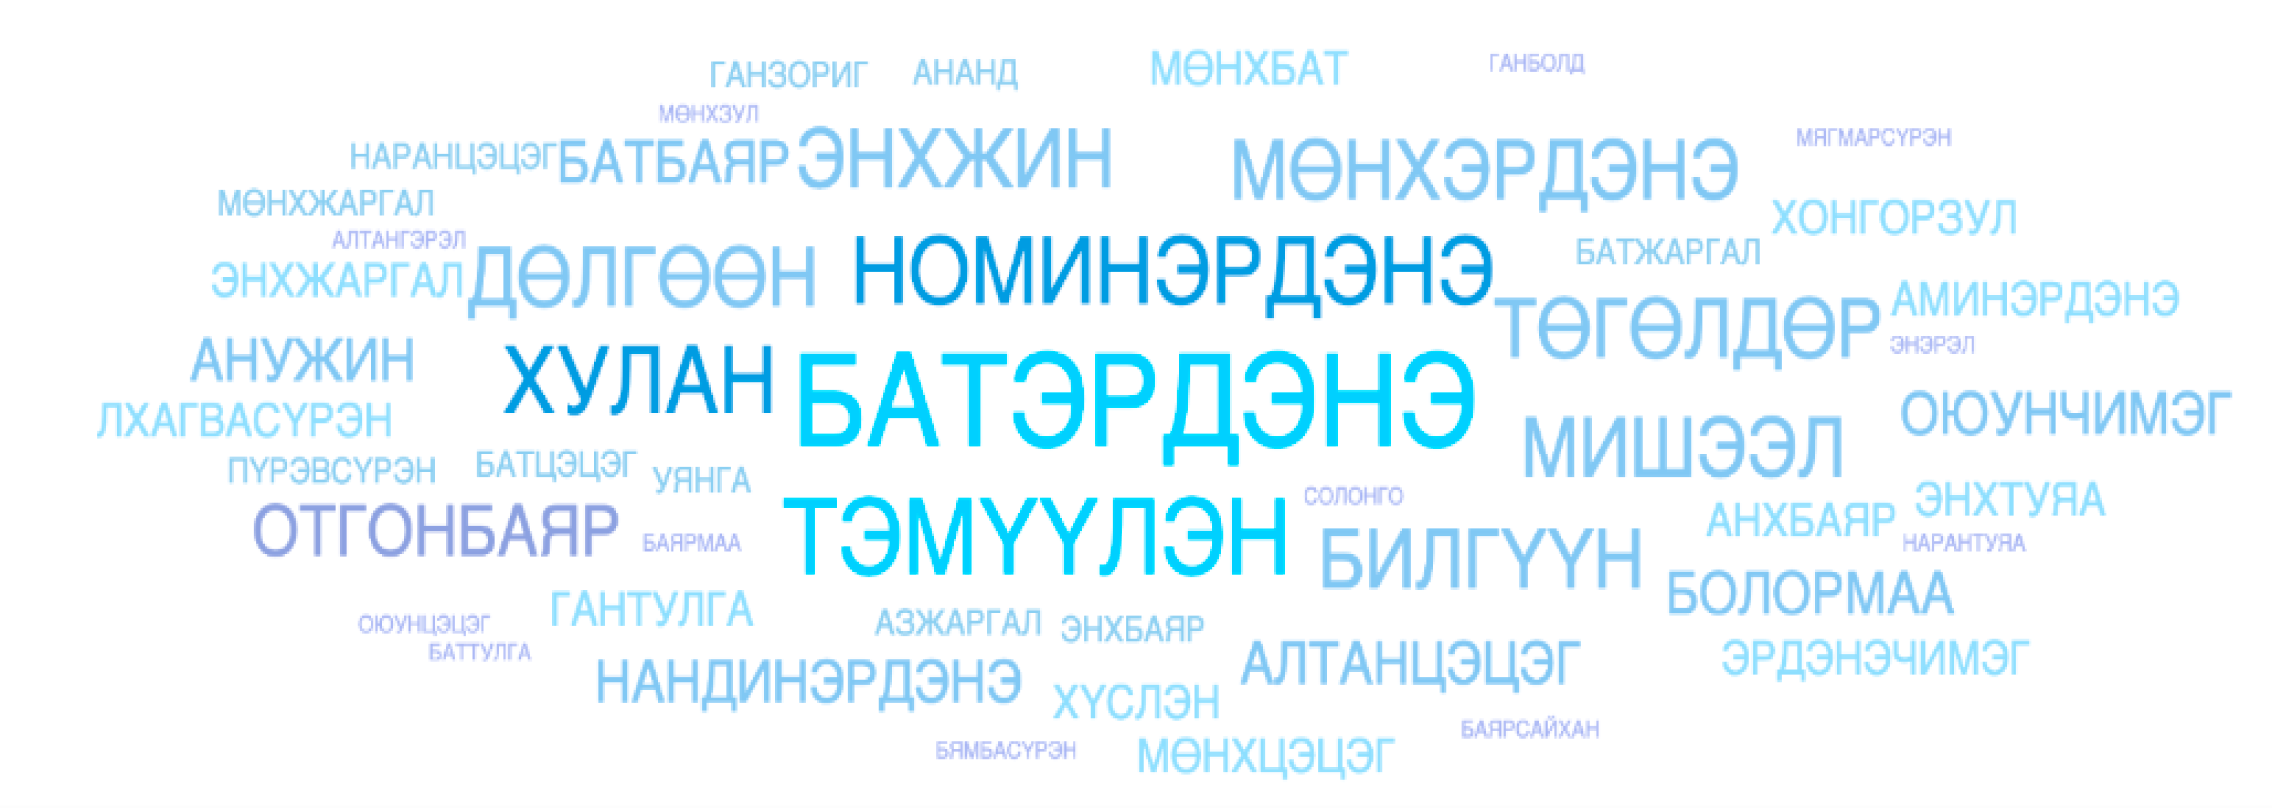 ГАНЗОРИГ
АНАНД
МӨНХБАТ
ГАНБОЛД
МӨНХЗУЛ
НАРАНЦЭЦЭГ
БАТБАЯР
ЭНХЖИН
МӨНХЭРДЭНЭ
МЯГМАРСҮРЭН
МӨНХЖАРГАЛ
ХОНГОРЗУЛ
АЛТАНГЭРЭЛ
ЭНХЖАРГАЛ
ДӨЛГӨӨН
НОМИНЭРДЭНЭ
БАТЖАРГАЛ
ТӨГӨЛДӨР
АМИНЭРДЭНЭ
ЭНЭРЭЛ
АНУЖИН
ХУЛАН
БАТЭРДЭНЭ
ОЮУНЧИМЭГ
ЛХАГВАСҮРЭН
МИШЭЭЛ
ПҮРЭВСҮРЭН
БАТЦЭЦЭГ
УЯНГА
СОЛОНГО
ЭНХТУЯА
ОТГОНБАЯР
БАЯРМАА
ТЭМҮҮЛЭН
БИЛГҮҮН
АНХБАЯР
НАРАНТУЯА
БОЛОРМАА
ОЮУНЦЭЦЭГ
ГАНТУЛГА
АЗЖАРГАЛ
ЭНХБАЯР
БАТТУЛГА
НАНДИНЭРДЭНЭ
АЛТАНЦЭЦЭГ
ЭРДЭНЭЧИМЭГ
ХҮСЛЭН
БАЯРСАЙХАН
БЯМБАСҮРЭН
МӨНХЦЭЦЭГ